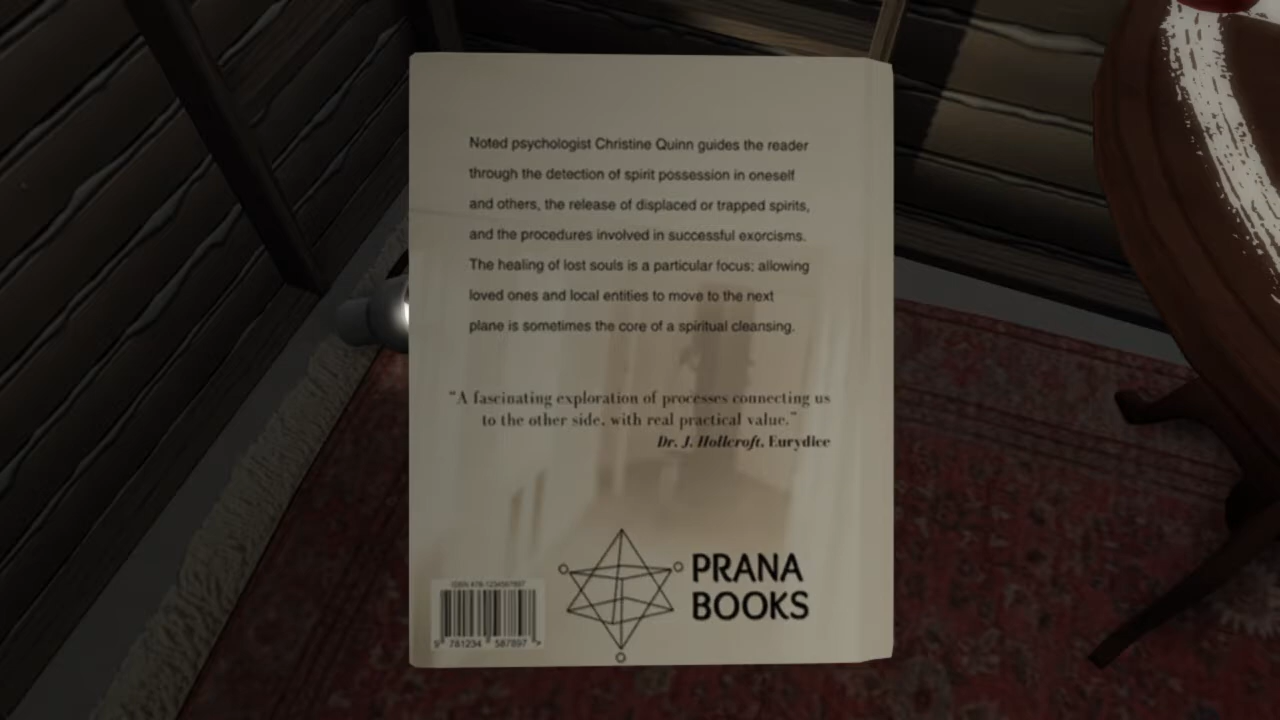 Noted psychologist Christine Quinn guides the reader
through the detection of spirit possession in oneself
and others, the release of displaced or trapped spirits,
and the procedures involved in successful exorcisms.
The healing of lost souls is a particular focus; allowing
loved ones and local entities to move to the next
plane is sometimes the core of a spiritual cleansing.
"A fascinating exploration of processes connecting us
to the other side, with real practical value."
Dr. J. Hollcroft, Eurydice
PRANA
BOOKS
9 781234 587897 >